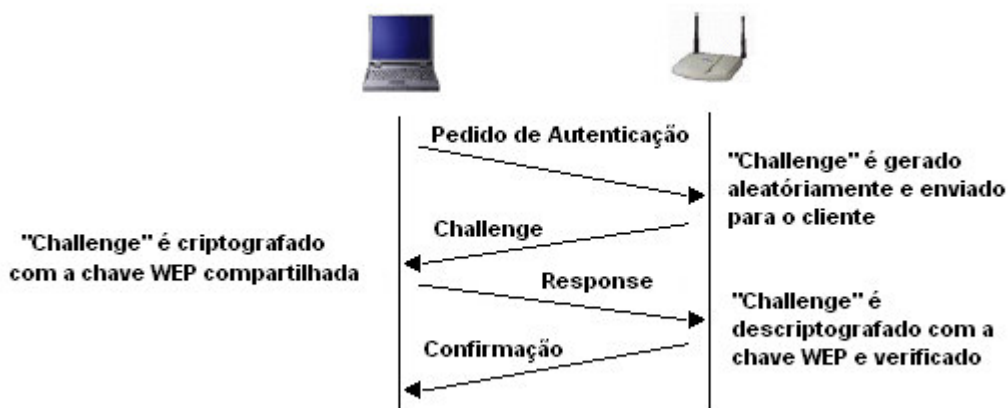 Pedido de Autenticação
"Challenge" é gerado
aleatóriamente e enviado
para o cliente
Challenge
"Challenge" é criptografado
com a chave WEP compartilhada
Response
"Challenge" é
descriptografado com a
chave WEP e verificado
Confirmação